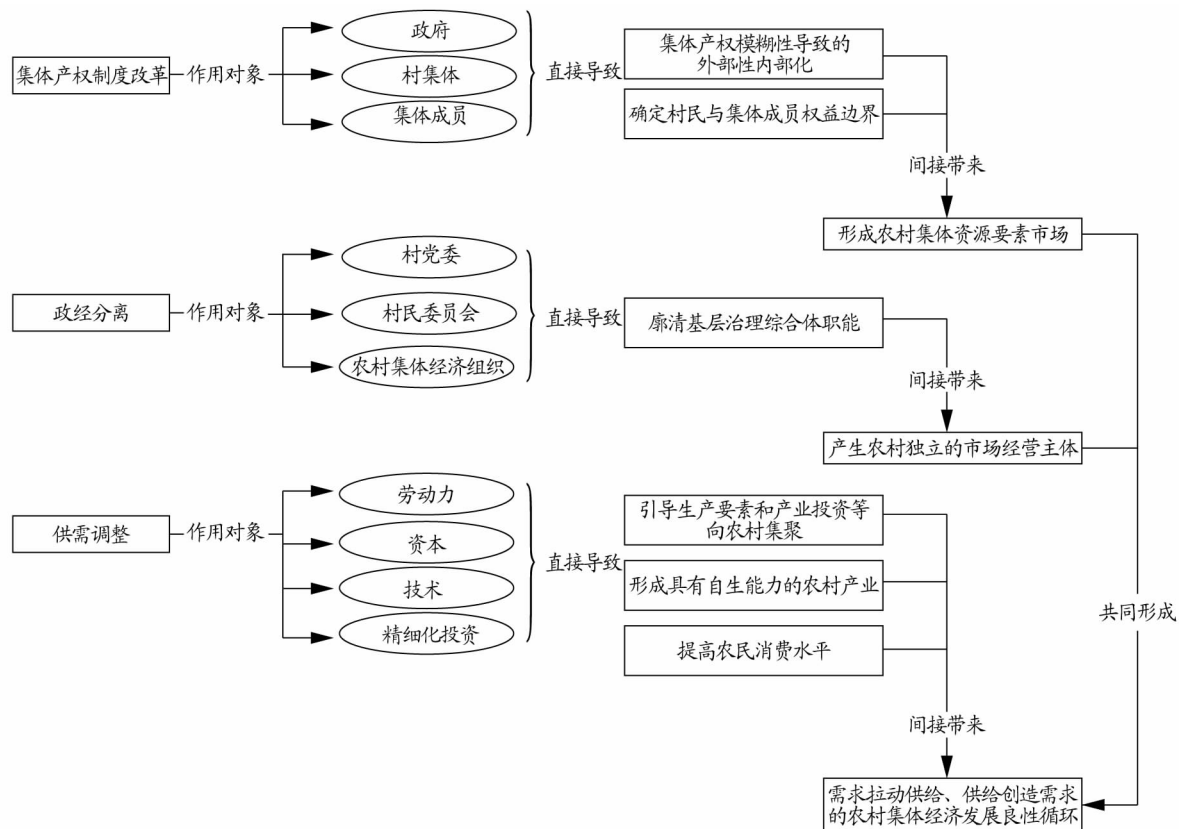 政府
集体产权制度改革
作用对象
村集体
集体成员
直接导致
集体产权模糊性导致的
外部性内部化
确定村民与集体成员权益边界
间接带来
形成农村集体资源要素市场
村党委
政经分离
作用对象
村民委员会
农村集体经济组织
直接导致
廓清基层治理综合体职能
间接带来
产生农村独立的市场经营主体
劳动力
供需调整
作用对象
资本
技术
精细化投资
直接导致
引导生产要素和产业投资等
向农村集聚
形成具有自生能力的农村产业
提高农民消费水平
共同形成
间接带来
需求拉动供给、供给创造需求
的农村集体经济发展良性循环